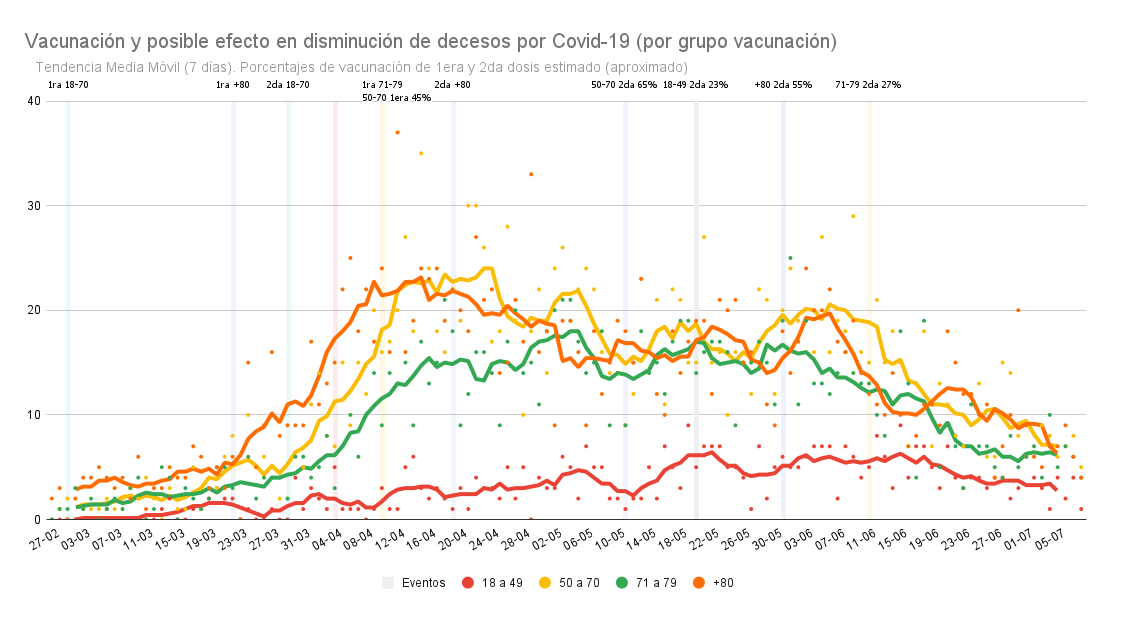 Vacunación y posible efecto en disminución de decesos por Covid-19 (por grupo vacunación)
Tendencia Media Móvil (7 días). Porcentajes de vacunación de 1era y 2da dosis estimado (aproximado)
1ra 18-70 1ra +80 2da 18-70 1ra 71-79 2da +80 50-70 2da 65% 18-49 2da 23% +80 2da 55% 71-79 2da 27%
50-70 1era 45%
40
30
20
10
0
27-02 03-03 07-03 11-03 15-03 19-03 23-03 27-03 31-03 04-04 08-04 12-04 16-04 20-04 24-04 28-04 02-05 06-05 10-05 14-05 18-05 22-05 26-05 30-05 03-06 07-06 11-06 15-06 19-06 23-06 27-06 01-07 05-07
Eventos 18 a 49 50 a 70 71 a 79 +80